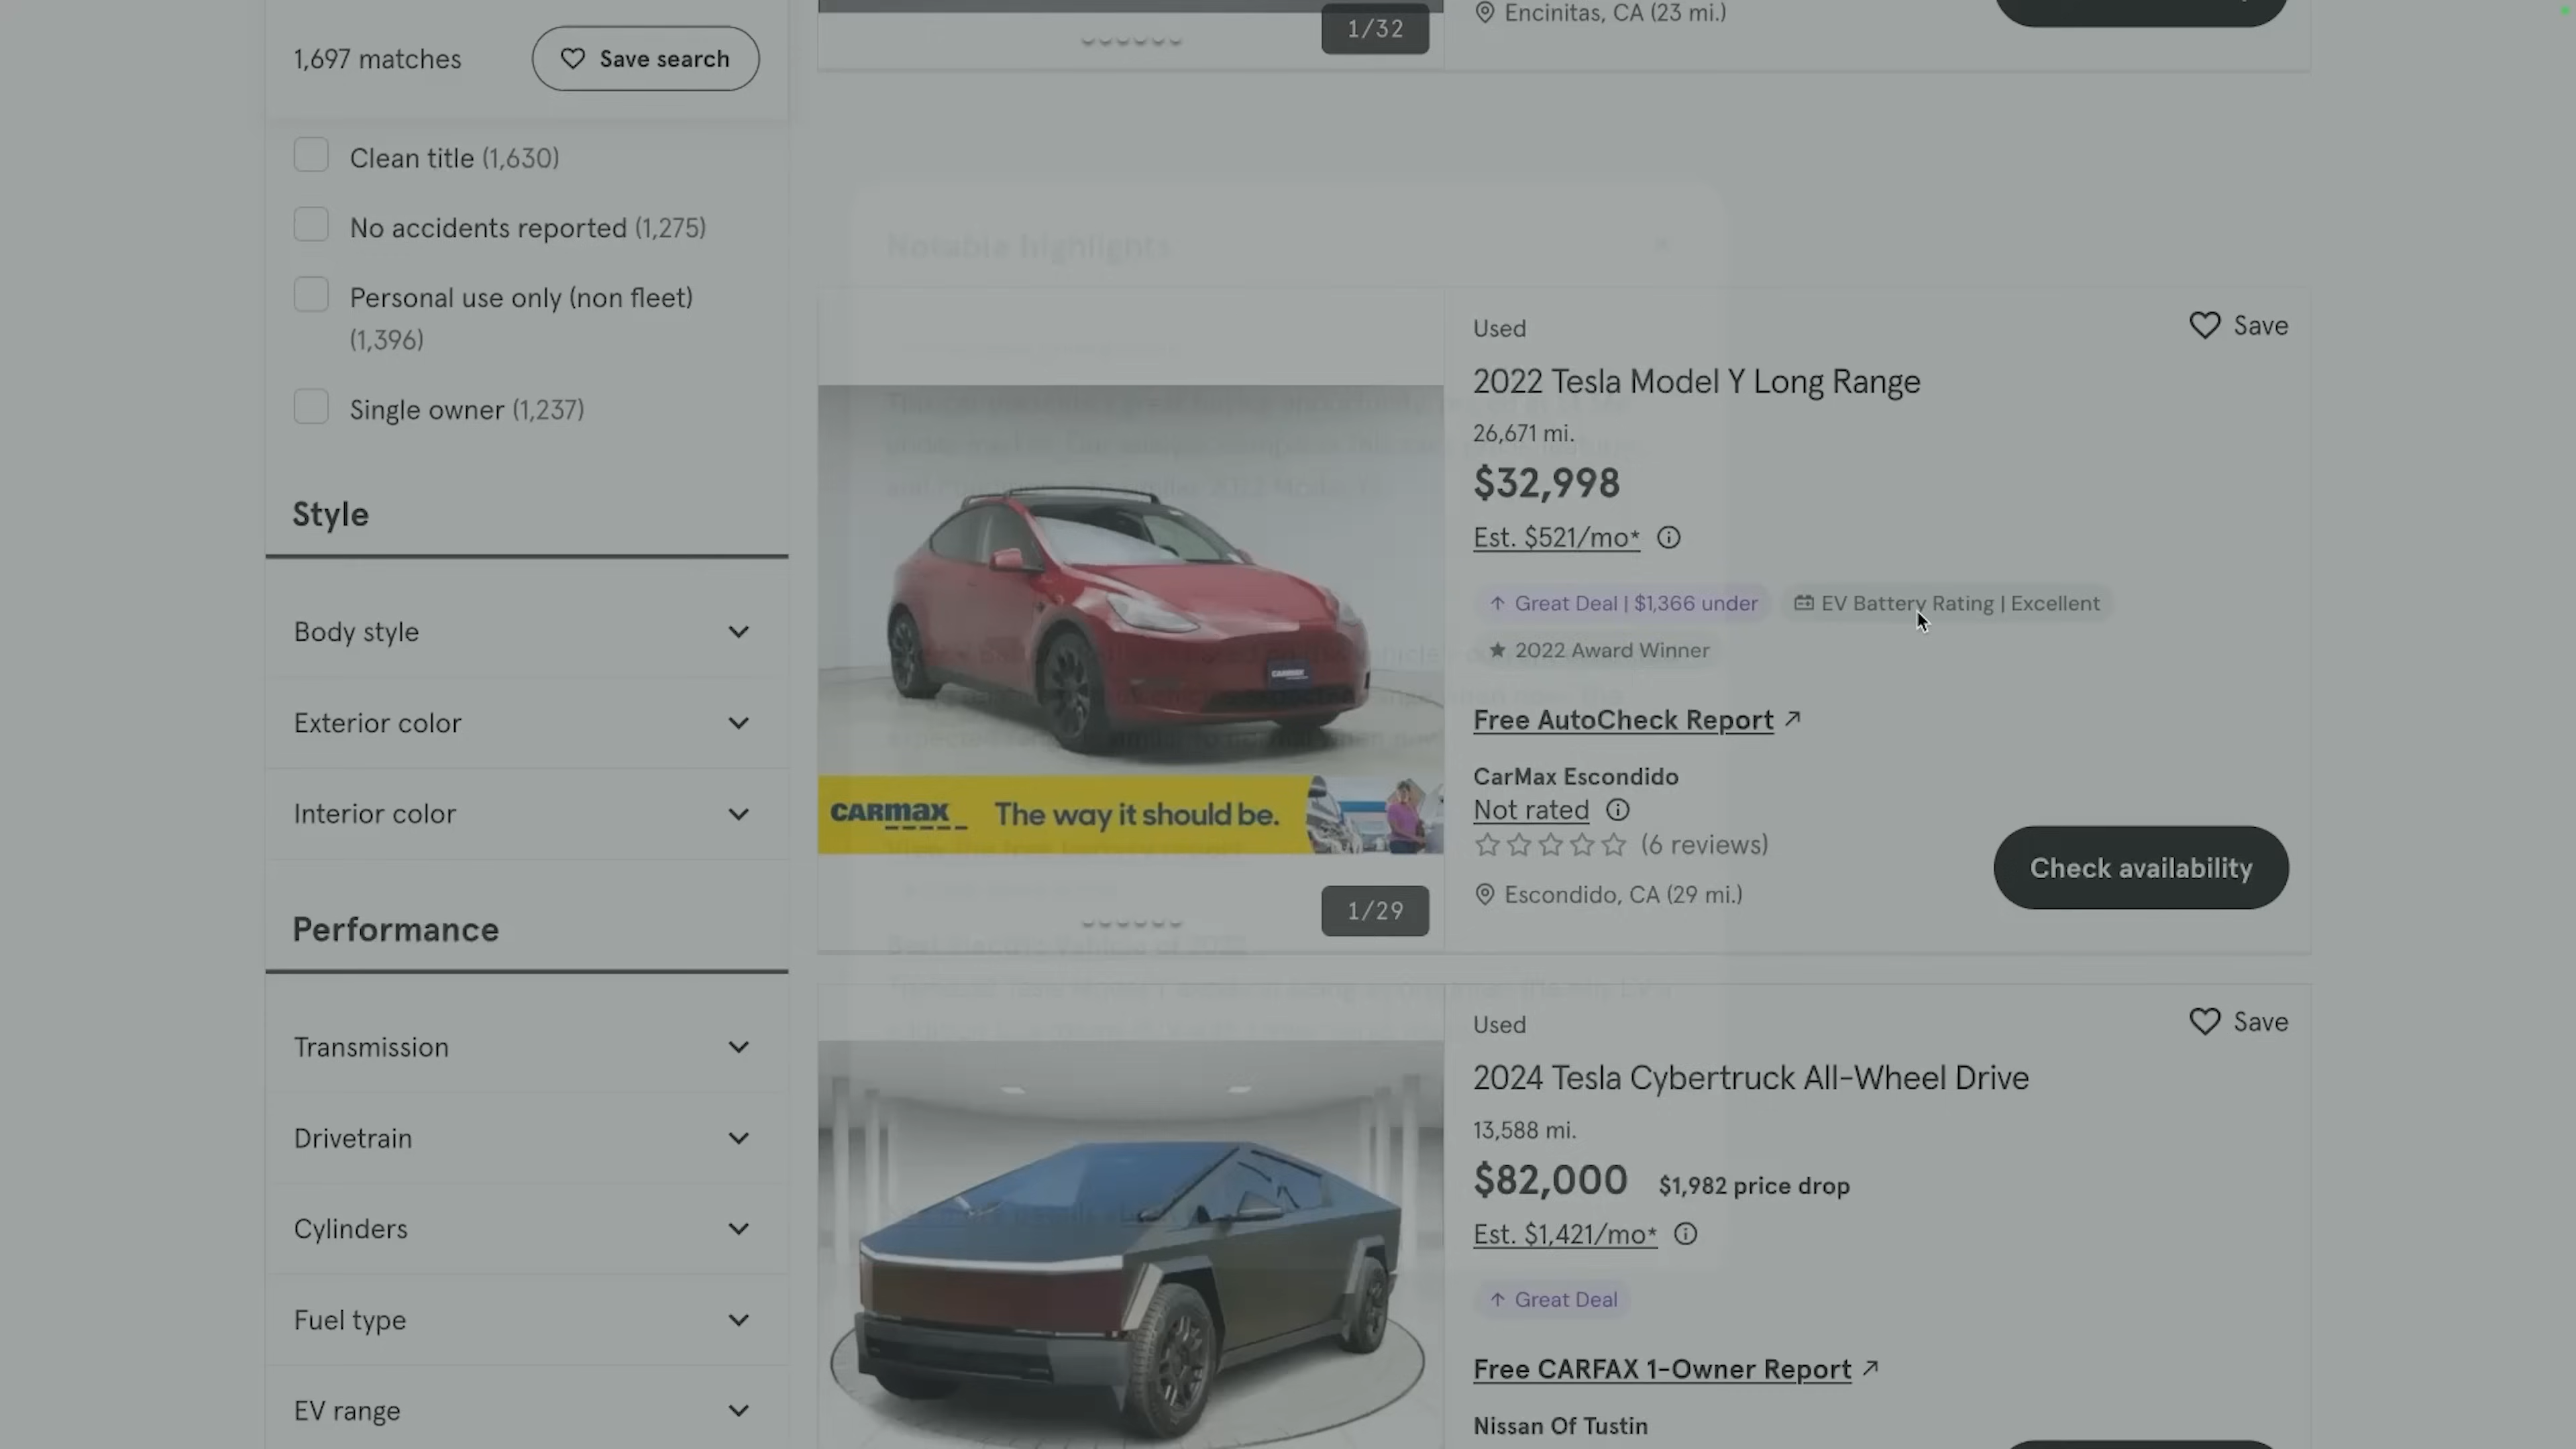 1,697 matches
Save search
Clean title (1,630)
No accidents reported (1,275)
Personal use only (non fleet)
(1,396)
Single owner (1,237)
Style
Body style
Exterior color
Interior color
Performance
Transmission
Drivetrain
Cylinders
Fuel type
EV range
1/32
Encinitas, CA (23 mi.)
Notable highlights
Used
Save
2022 Tesla Model Y Long Range
26,671 mi.
$32,998
Est. $521/mo*
Great Deal | $1,366 under
EV Battery Rating | Excellent
2022 Award Winner
Free AutoCheck Report
CarMax Escondido
Not rated
(6 reviews)
Escondido, CA (29 mi.)
Check availability
CARMAX
CARmax
The way it should be.
1/29
Used
Save
2024 Tesla Cybertruck All-Wheel Drive
13,588 mi.
$82,000 $1,982 price drop
Est. $1,421/mo*
Great Deal
Free CARFAX 1-Owner Report
Nissan Of Tustin